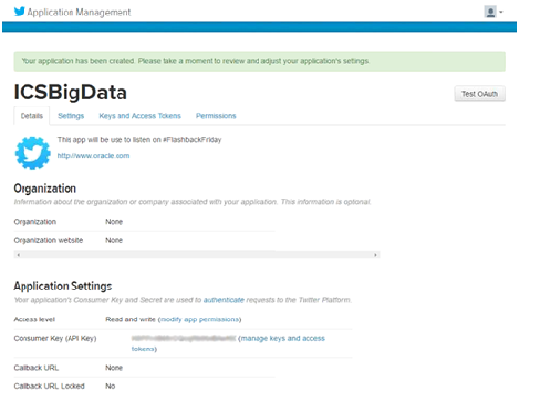 Application Management
Your application has been created. Please take a moment to review and adjust your application's settings.
ICSBigData
Test OAuth
Details Settings Keys and Access Tokens Permissions
This app will be use to listen on #FlashbackFriday
http://www.oracle.com
Organization
Information about the organization or company associated with your application. This information is optional.
Organization None
Organization website None
Application Settings
Your application's Consumer Key and Secret are used to authenticate requests to the Twitter Platform.
Access level Read and write (modify app permissions)
Consumer Key (API Key) (manage keys and access
tokens)
Callback URL None
Callback URL Locked No